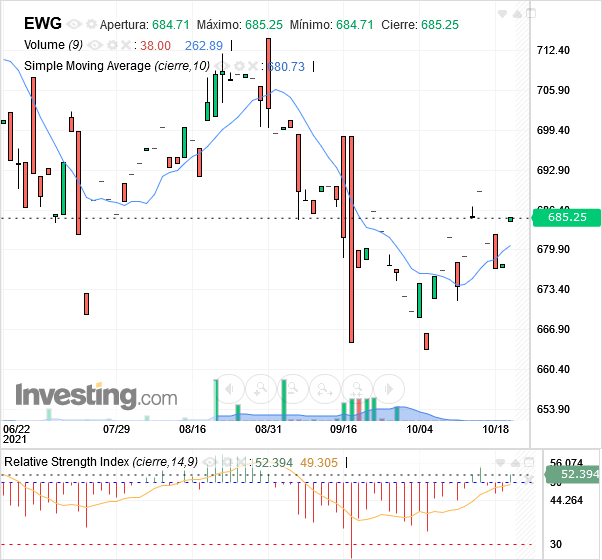 EWG Apertura: 684.71 Máximo: 685.25 Mínimo: 684.71 Cierre: 685.25
Volume (9) : 38.00 262.89
Simple Moving Average (cierre,10) 680.73
712.40
705.90
699.40
692.90
686.40
685.25
679.90
673.40
666.90
660.40
653.90
Investing.com
06/22 07/29 08/16 08/31 09/16 10/04 10/18
2021
Relative Strength Index (cierre,14,9) : 52.394 49.305
56.074
52.394
44.264
30